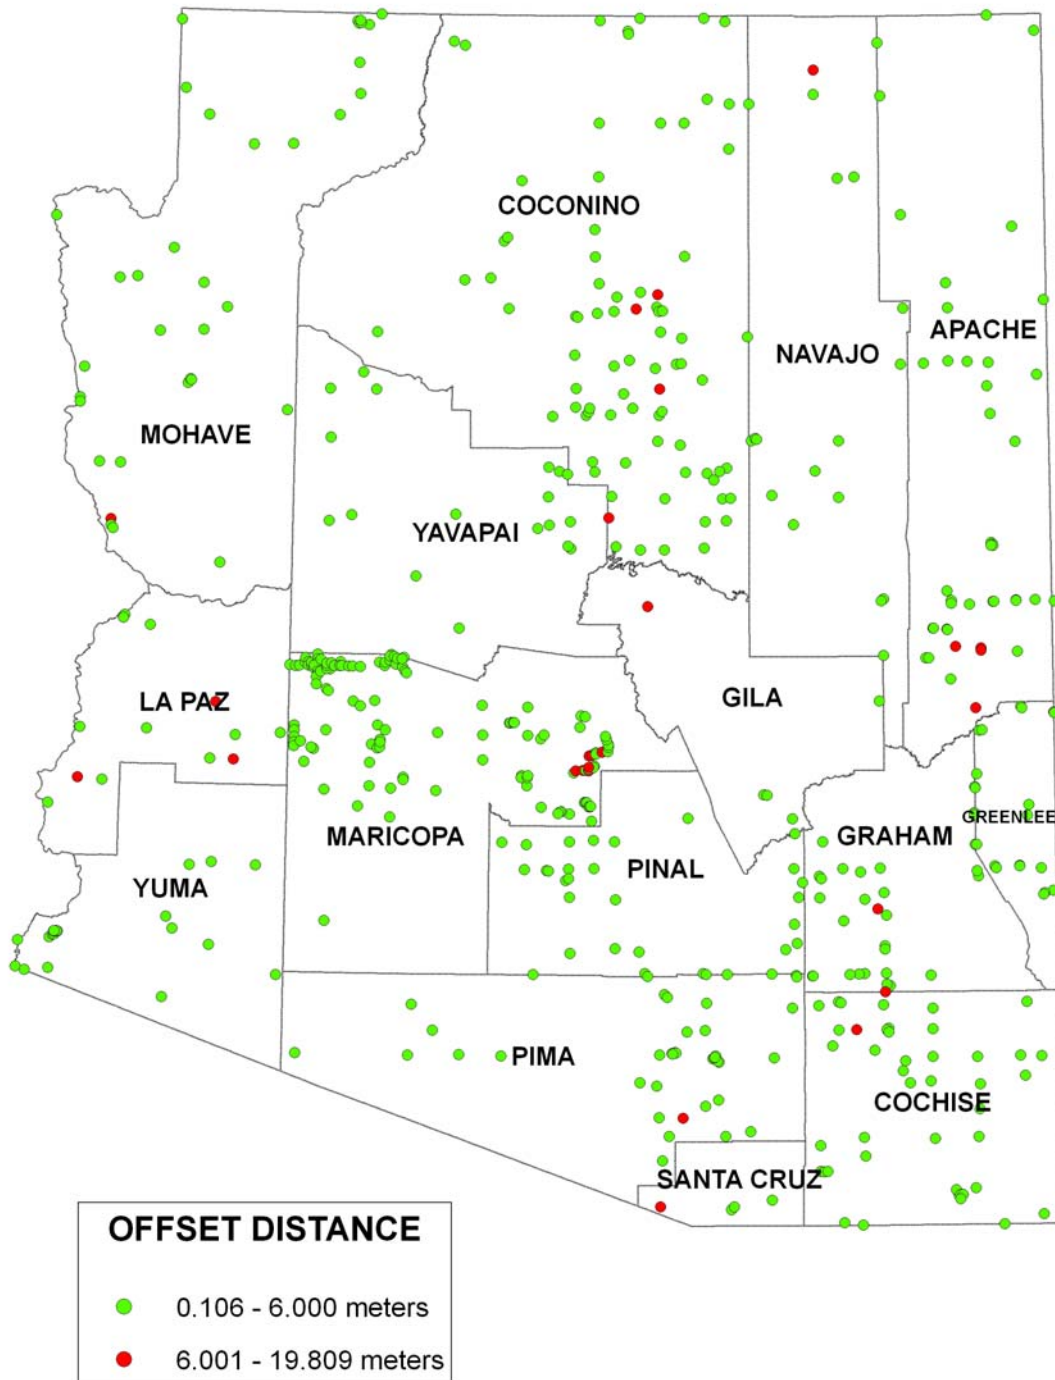 COCONINO
APACHE
NAVAJO
MOHAVE
YAVAPAI
LA PAZ
GILA
GREENLEE
MARICOPA
GRAHAM
PINAL
YUMA
PIMA
COCHISE
SANTA CRUZ
OFFSET DISTANCE
0.106 - 6.000 meters
6.001 - 19.809 meters